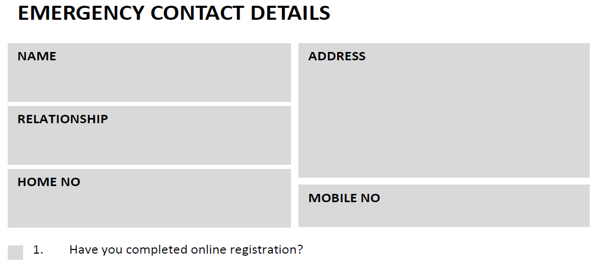 EMERGENCY CONTACT DETAILS
NAME
RELATIONSHIP
HOME NO
ADDRESS
MOBILE NO
1. Have you completed online registration?